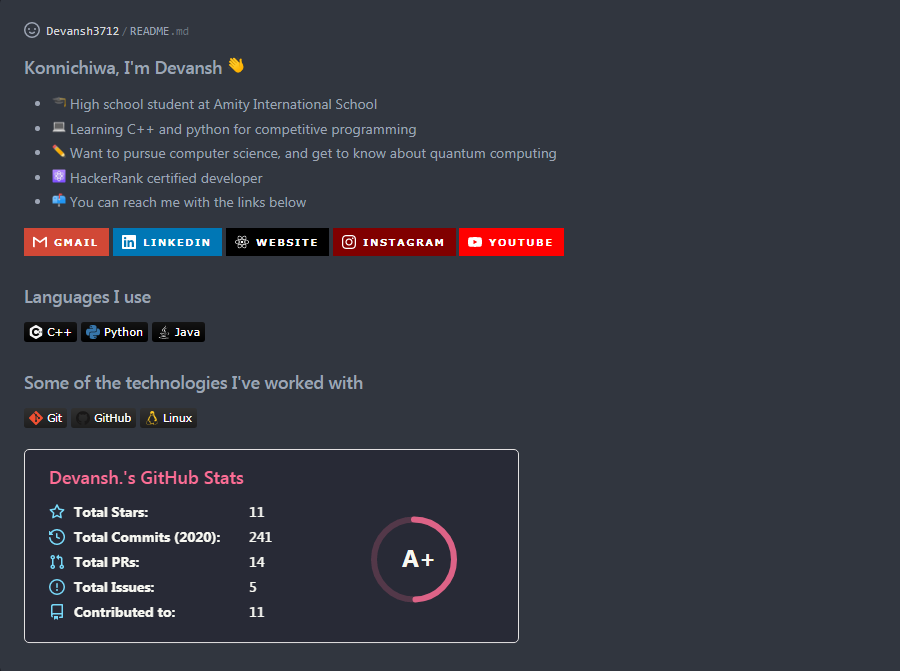 Devansh3712/README.md
Konnichiwa, I'm Devansh 👋
🎓 High school student at Amity International School
💻 Learning C++ and python for competitive programming
✏️ Want to pursue computer science, and get to know about quantum computing
⚛️ HackerRank certified developer
📫 You can reach me with the links below
GMAIL LINKEDIN WEBSITE INSTAGRAM YOUTUBE
Languages I use
C++ Python Java
Some of the technologies I've worked with
Git GitHub Linux
Devansh.'s GitHub Stats
Total Stars: 11
Total Commits (2020): 241
Total PRs: 14
Total Issues: 5
Contributed to: 11
A+